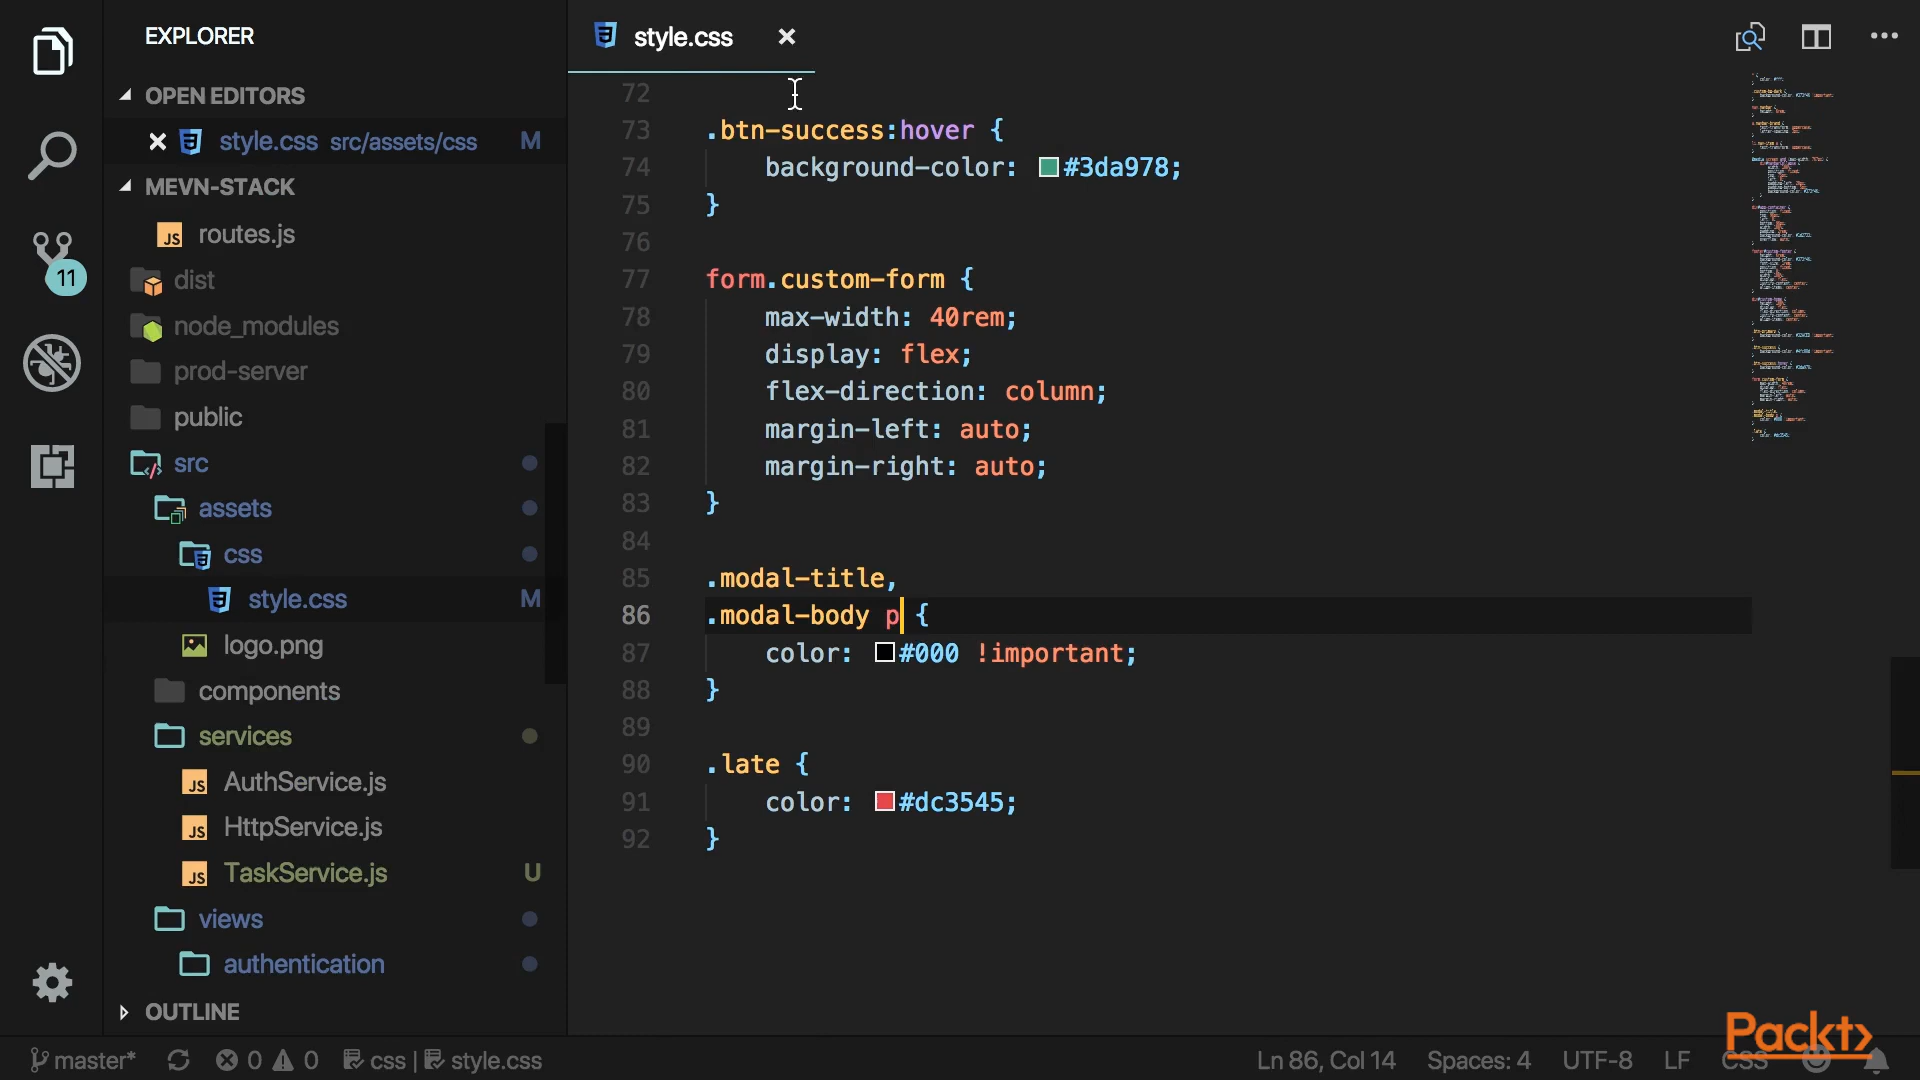 EXPLORER
OPEN EDITORS
style.css src/assets/css M
MEVN-STACK
routes.js
dist
node_modules
prod-server
public
src
assets
css
style.css M
logo.png
components
services
AuthService.js
HttpService.js
TaskService.js U
views
authentication
OUTLINE
11
style.css
72
73 .btn-success:hover {
74 background-color: #3da978;
75 }
76
77 form.custom-form {
78 max-width: 40rem;
79 display: flex;
80 flex-direction: column;
81 margin-left: auto;
82 margin-right: auto;
83 }
84
85 .modal-title,
86 .modal-body p {
87 color: #000 !important;
88 }
89
90 .late {
91 color: #dc3545;
92 }
master* 0 0 css | style.css
Ln 86, Col 14 Spaces: 4 UTF-8 LF CSS
Packt>